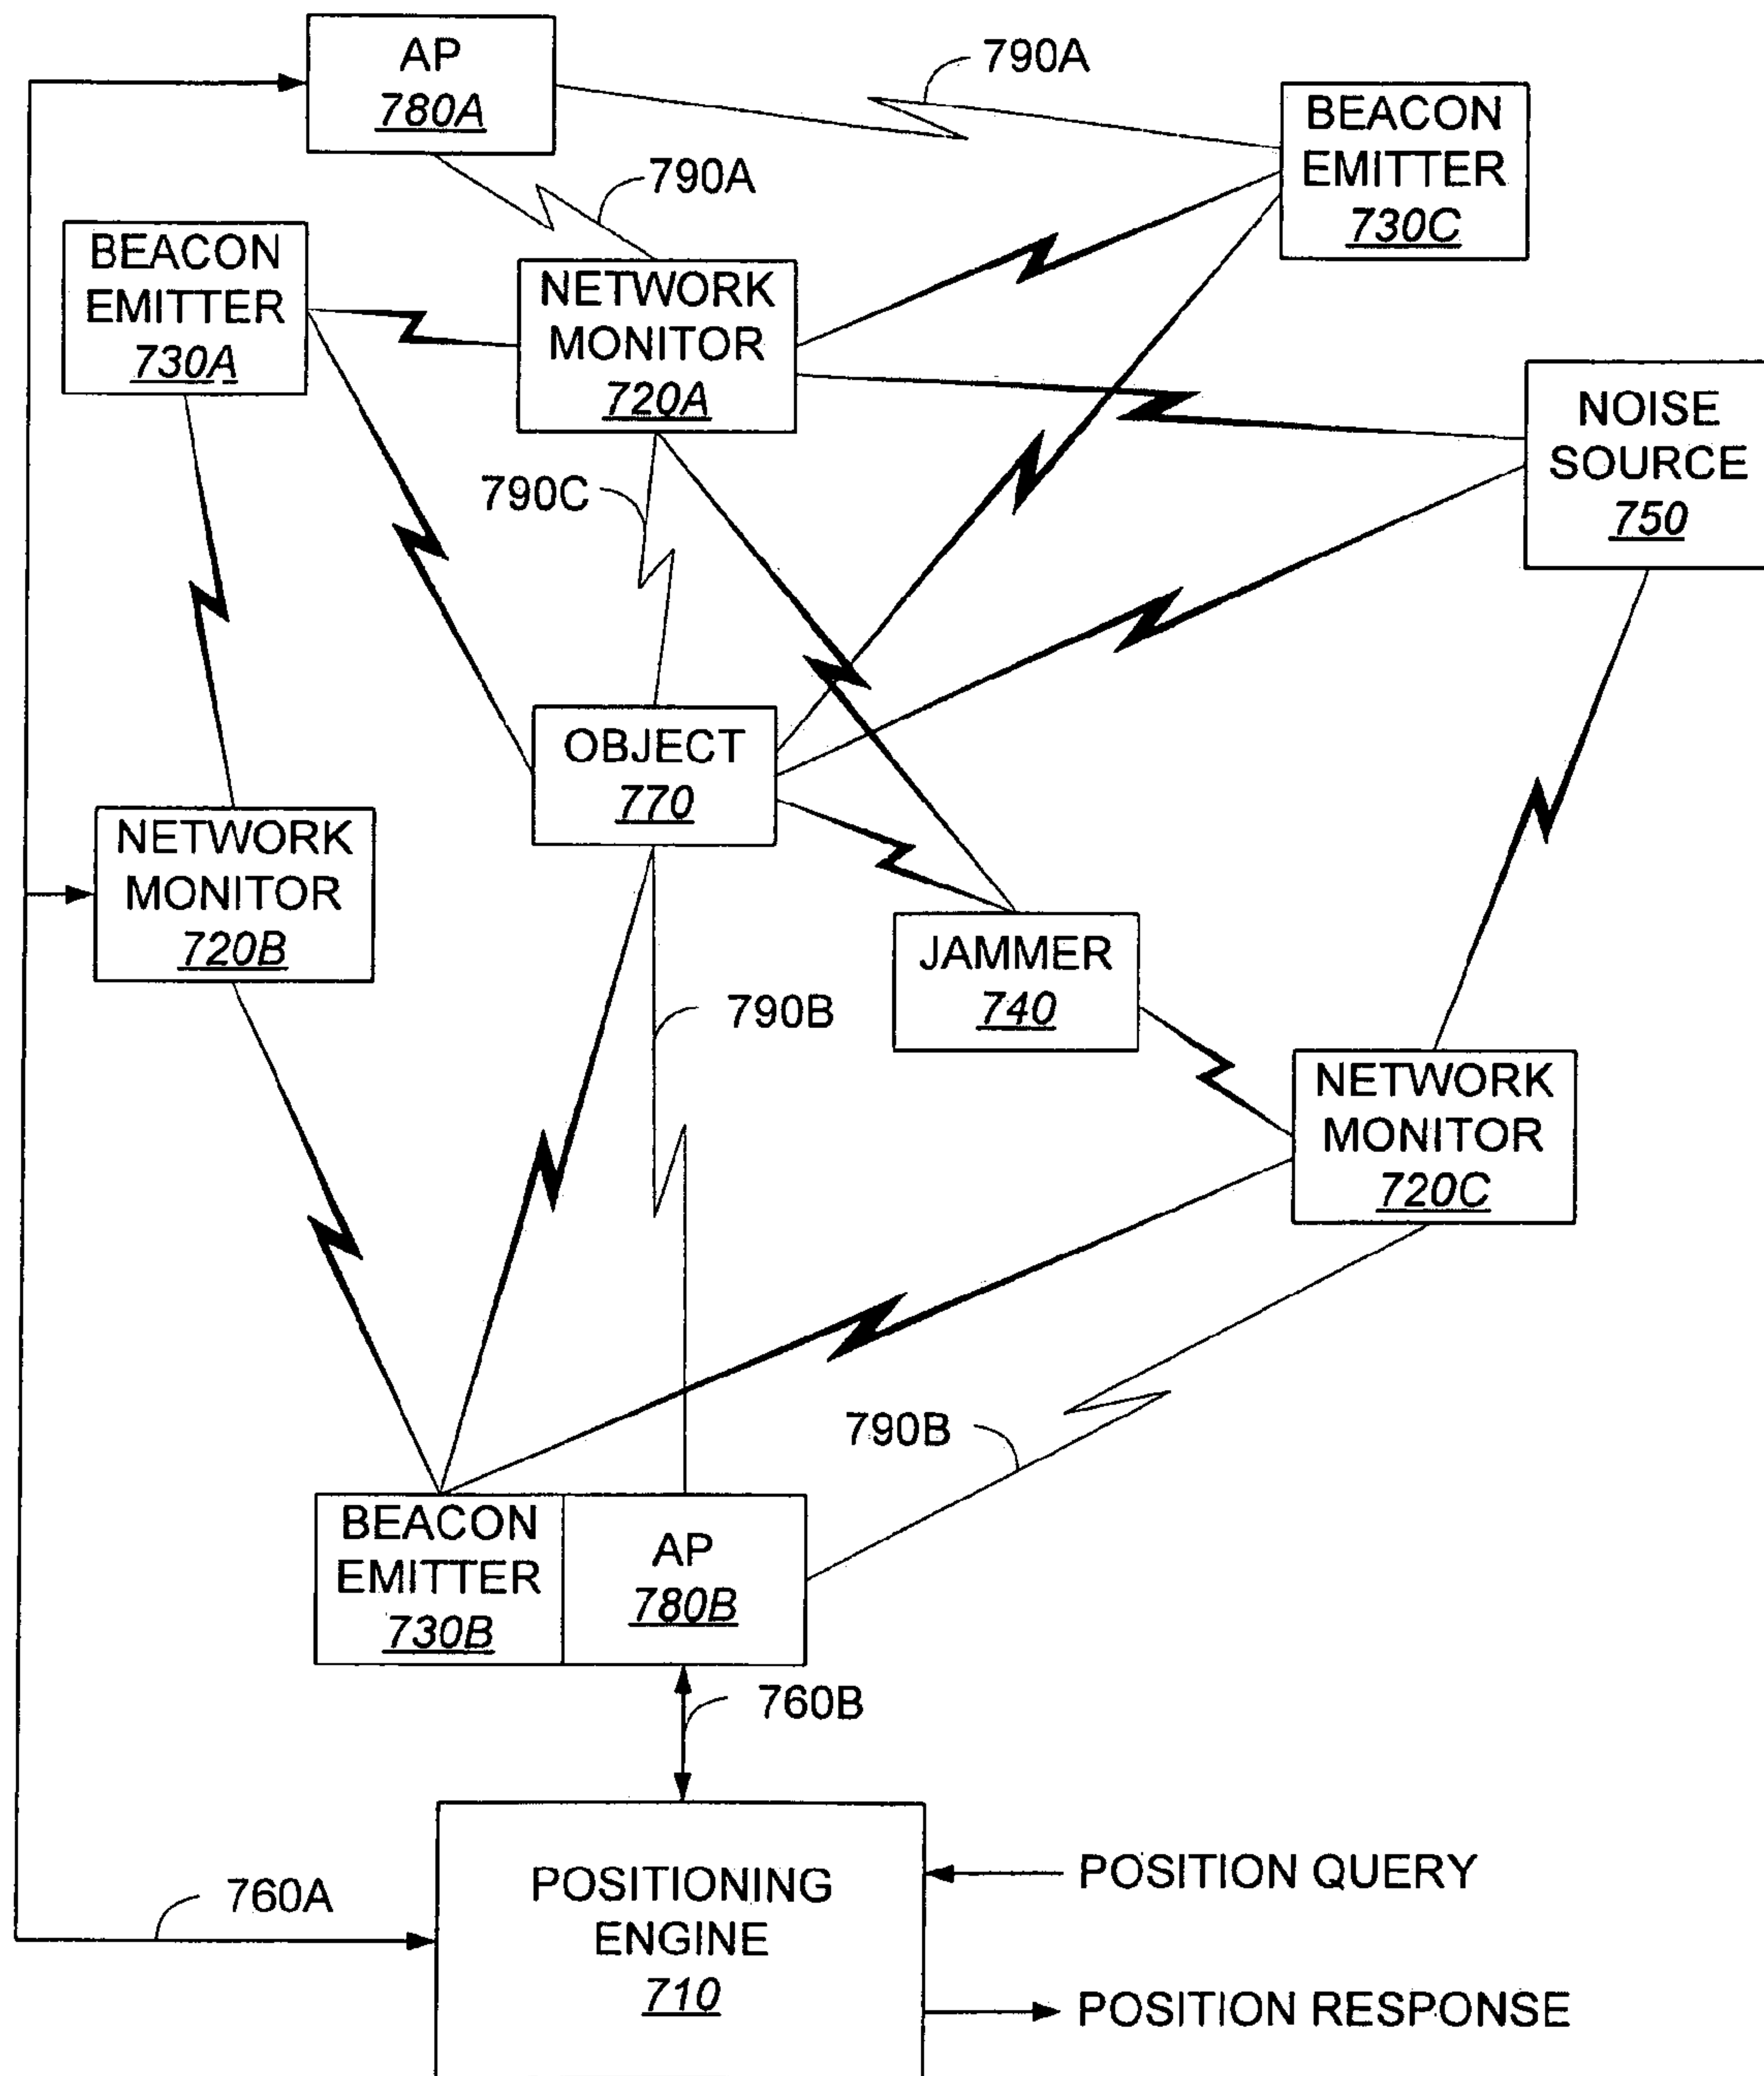 AP
780A
790A
BEACON
EMITTER
730C
790A
BEACON
EMITTER
730A
NETWORK
MONITOR
720A
NOISE
SOURCE
750
790C
OBJECT
770
NETWORK
MONITOR
720B
JAMMER
740
790B
NETWORK
MONITOR
720C
790B
BEACON
EMITTER
730B
AP
780B
760B
POSITIONING
ENGINE
710
760A
POSITION QUERY
POSITION RESPONSE